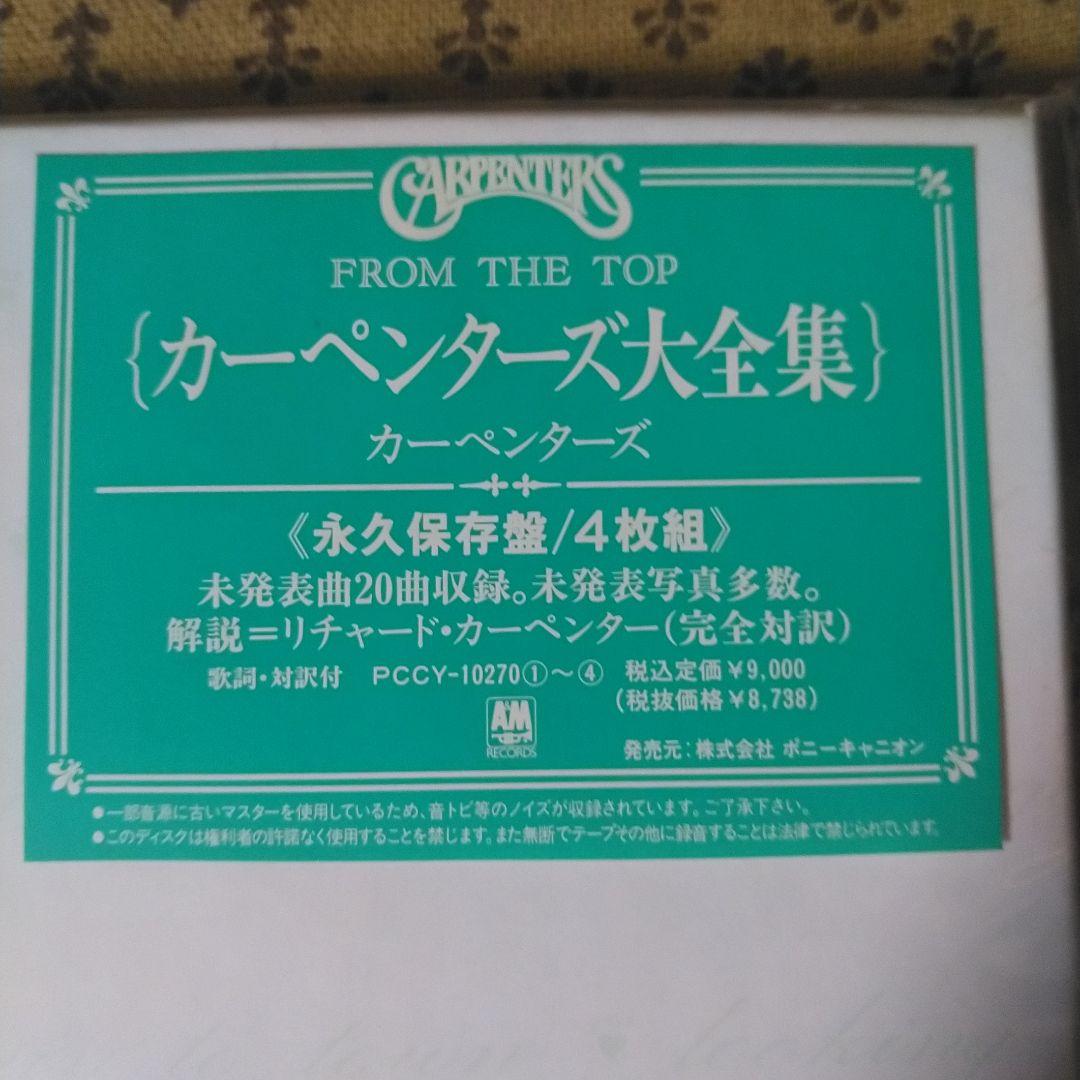 CARPENTERS
FROM THE TOP
{カーペンターズ大全集}
カーペンターズ
《永久保存盤/4枚組》
未発表曲20曲収録。未発表写真多数。
解説=リチャード・カーペンター(完全対訳)
歌詞・対訳付 PCCY-10270①〜④ 税込定価¥9,000
(税抜価格¥8,738)
A&M
RECORDS
発売元:株式会社 ポニーキャニオン
●一部音源に古いマスターを使用しているため、音トビ等のノイズが収録されています。ご了承下さい。
●このディスクは権利者の許諾なく使用することを禁じます。また無断でテープその他に録音することは法律で禁じられています。